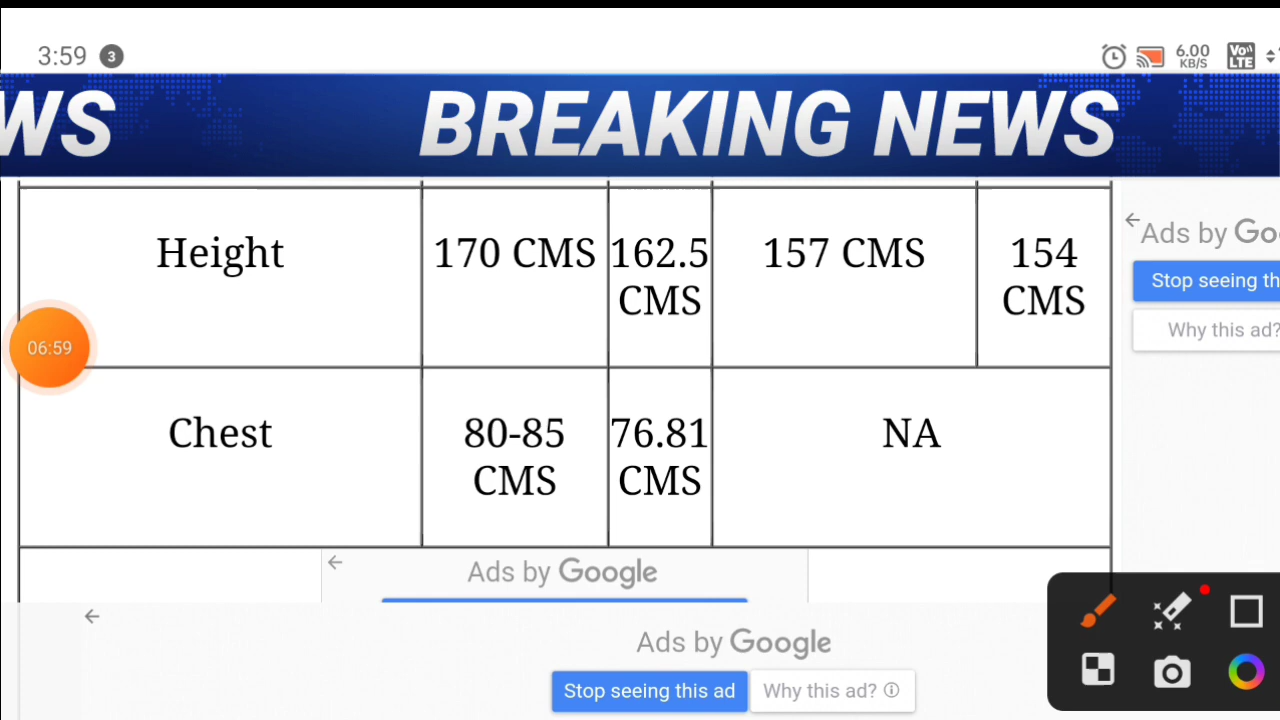 3:59 3
6.00
KB/S
Vo))
LTE
WS BREAKING NEWS
Height
170 CMS
162.5
CMS
157 CMS
154
CMS
Ads by Goo
Stop seeing th
Why this ad?
06:59
Chest
80-85
CMS
76.81
CMS
NA
Ads by Google
Ads by Google
Stop seeing this ad
Why this ad?